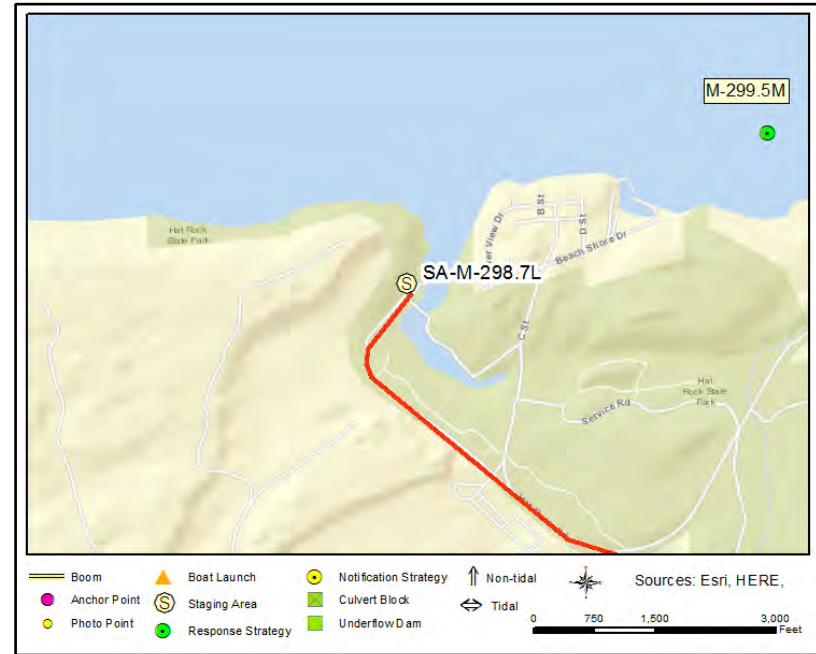 M-299.5M
Hat Rock
State Park
B St
D St
Beach Shore Dr
SA-M-298.7L
C St
Hat
Rock State
Park
Service Rd
Boom
Boat Launch
Notification Strategy
Non-tidal
Sources: Esri, HERE,
Anchor Point
Staging Area
Culvert Block
Tidal
Photo Point
Response Strategy
Underflow Dam
0 750 1,500 3,000
Feet
S
S